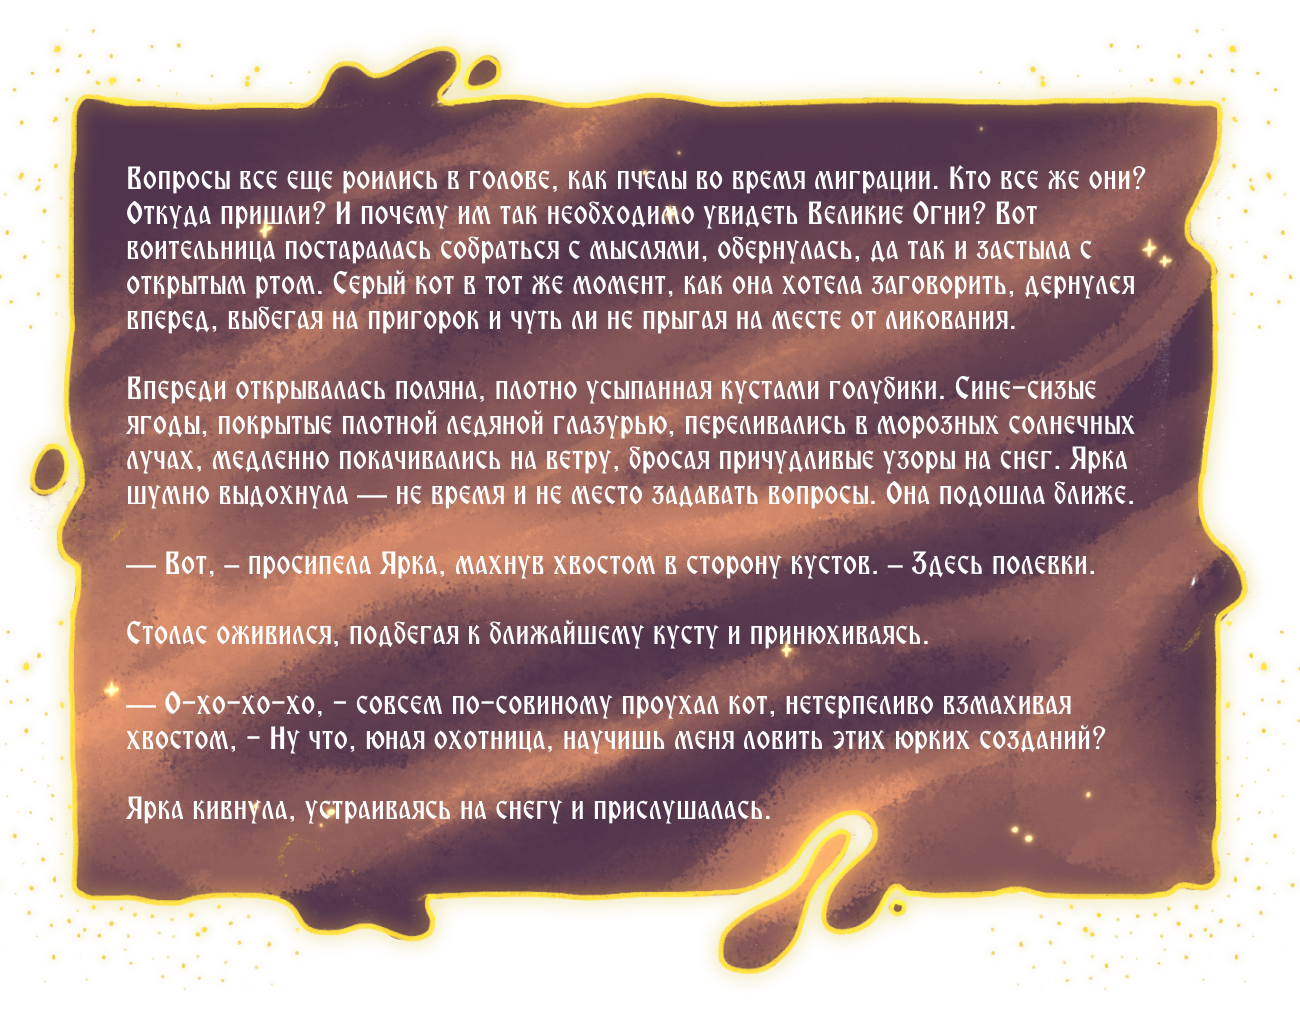 Вопросы все еще роились в голове, как пчелы во время миграции. Кто все же они?
Откуда пришли? И почему им так необходимо увидеть Великие Огни? Вот
воительница постаралась собраться с мыслями, обернулась, да так и застыла с
открытым ртом. Серый кот в тот же момент, как она хотела заговорить, дернулся
вперед, выбегая на пригорок и чуть ли не прыгая на месте от ликования.
Впереди открывалась поляна, плотно усыпанная кустами голубики. Сине-сизые
ягоды, покрытые плотной ледяной глазурью, переливались в морозных солнечных
лучах, медленно покачивались на ветру, бросая причудливые узоры на снег. Ярка
шумно выдохнула — не время и не место задавать вопросы. Она подошла ближе.
— Вот, – просипела Ярка, махнув хвостом в сторону кустов. – Здесь полевки.
Столас оживился, подбегая к ближайшему кусту и принюхиваясь.
— О-хо-хо-хо, - совсем по-совиному проухал кот, нетерпеливо взмахивая
хвостом, - Ну что, юная охотница, научишь меня ловить этих юрких созданий?
Ярка кивнула, устраиваясь на снегу и прислушалась.